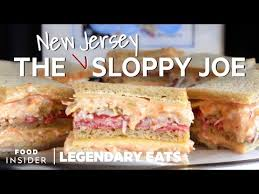 New Jersey
THE V SLOPPY JOE
FOOD
INSIDER | LEGENDARY EATS